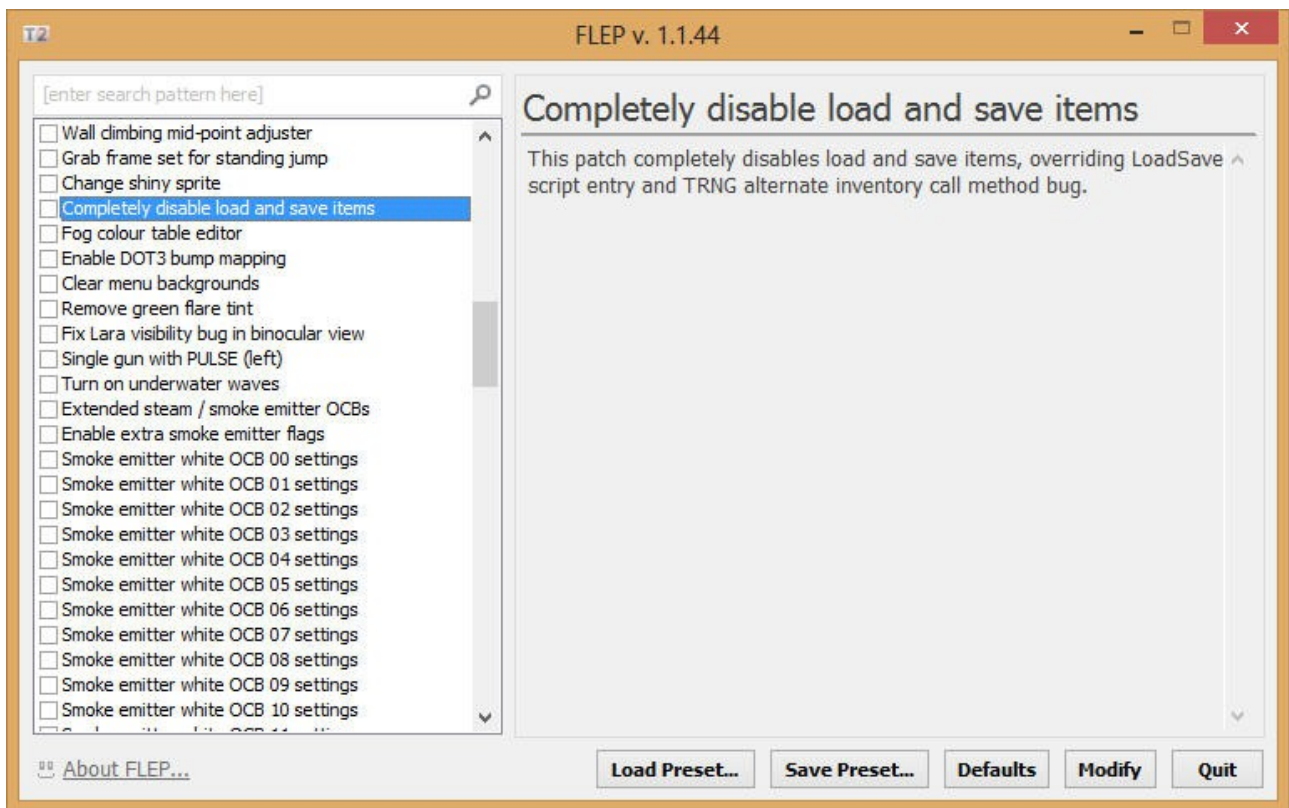 T2
FLEP v. 1.1.44
[enter search pattern here]
Wall climbing mid-point adjuster
Grab frame set for standing jump
Change shiny sprite
Completely disable load and save items
Fog colour table editor
Enable DOT3 bump mapping
Clear menu backgrounds
Remove green flare tint
Fix Lara visibility bug in binocular view
Single gun with PULSE (left)
Turn on underwater waves
Extended steam / smoke emitter OCBs
Enable extra smoke emitter flags
Smoke emitter white OCB 00 settings
Smoke emitter white OCB 01 settings
Smoke emitter white OCB 02 settings
Smoke emitter white OCB 03 settings
Smoke emitter white OCB 04 settings
Smoke emitter white OCB 05 settings
Smoke emitter white OCB 06 settings
Smoke emitter white OCB 07 settings
Smoke emitter white OCB 08 settings
Smoke emitter white OCB 09 settings
Smoke emitter white OCB 10 settings
Completely disable load and save items
This patch completely disables load and save items, overriding LoadSave
script entry and TRNG alternate inventory call method bug.
About FLEP...
Load Preset...
Save Preset...
Defaults
Modify
Quit